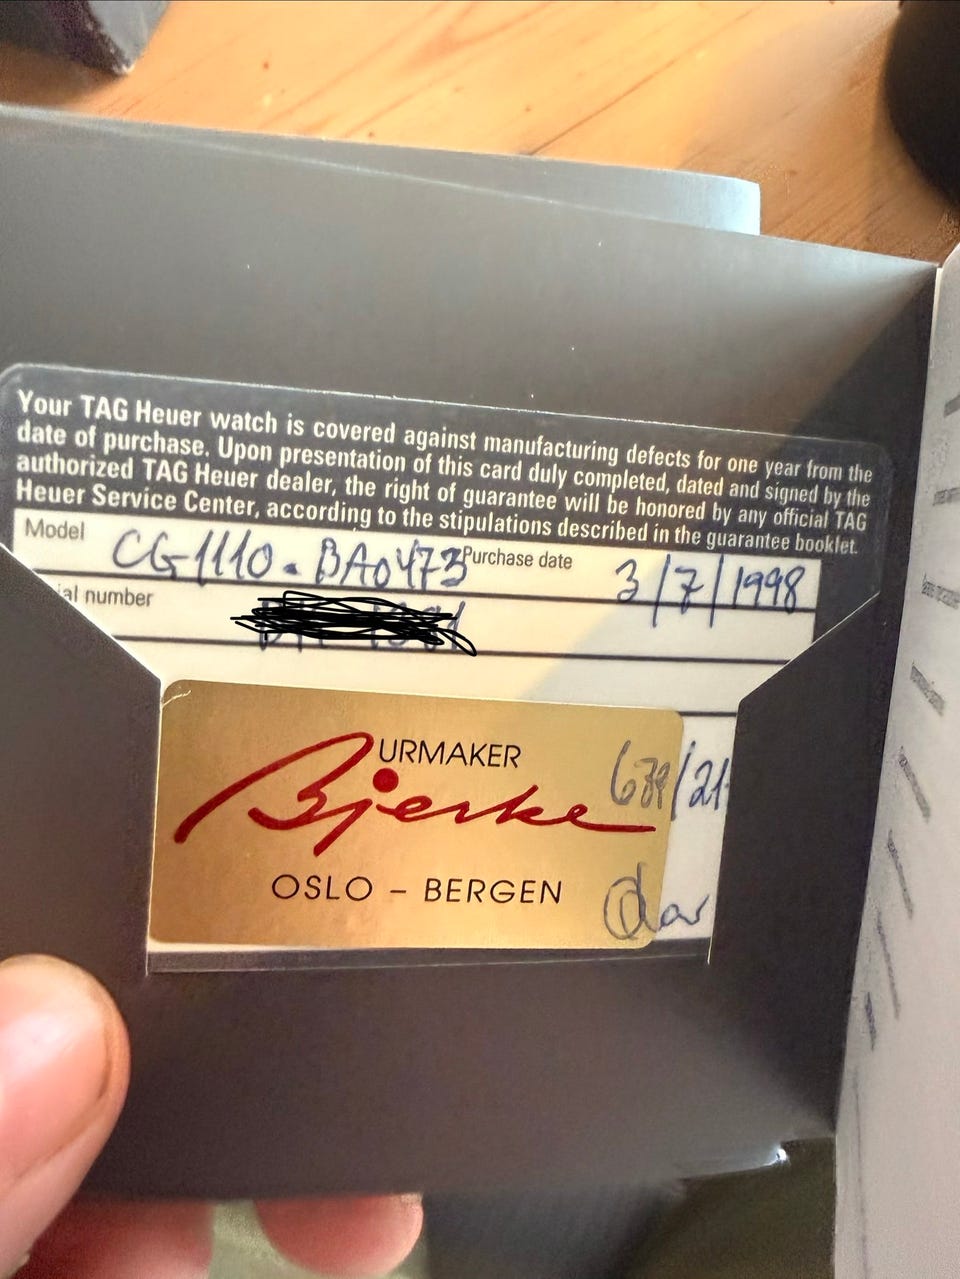 Your TAG Heuer watch is covered against manufacturing defects for one year from the
date of purchase. Upon presentation of this card duly completed, dated and signed by the
authorized TAG Heuer dealer, the right of guarantee will be honored by any official TAG
Heuer Service Center, according to the stipulations described in the guarantee booklet.
Model CG1110.BA0473 Purchase date 3/7/1998
ial number
URMAKER
Bjerke
OSLO – BERGEN